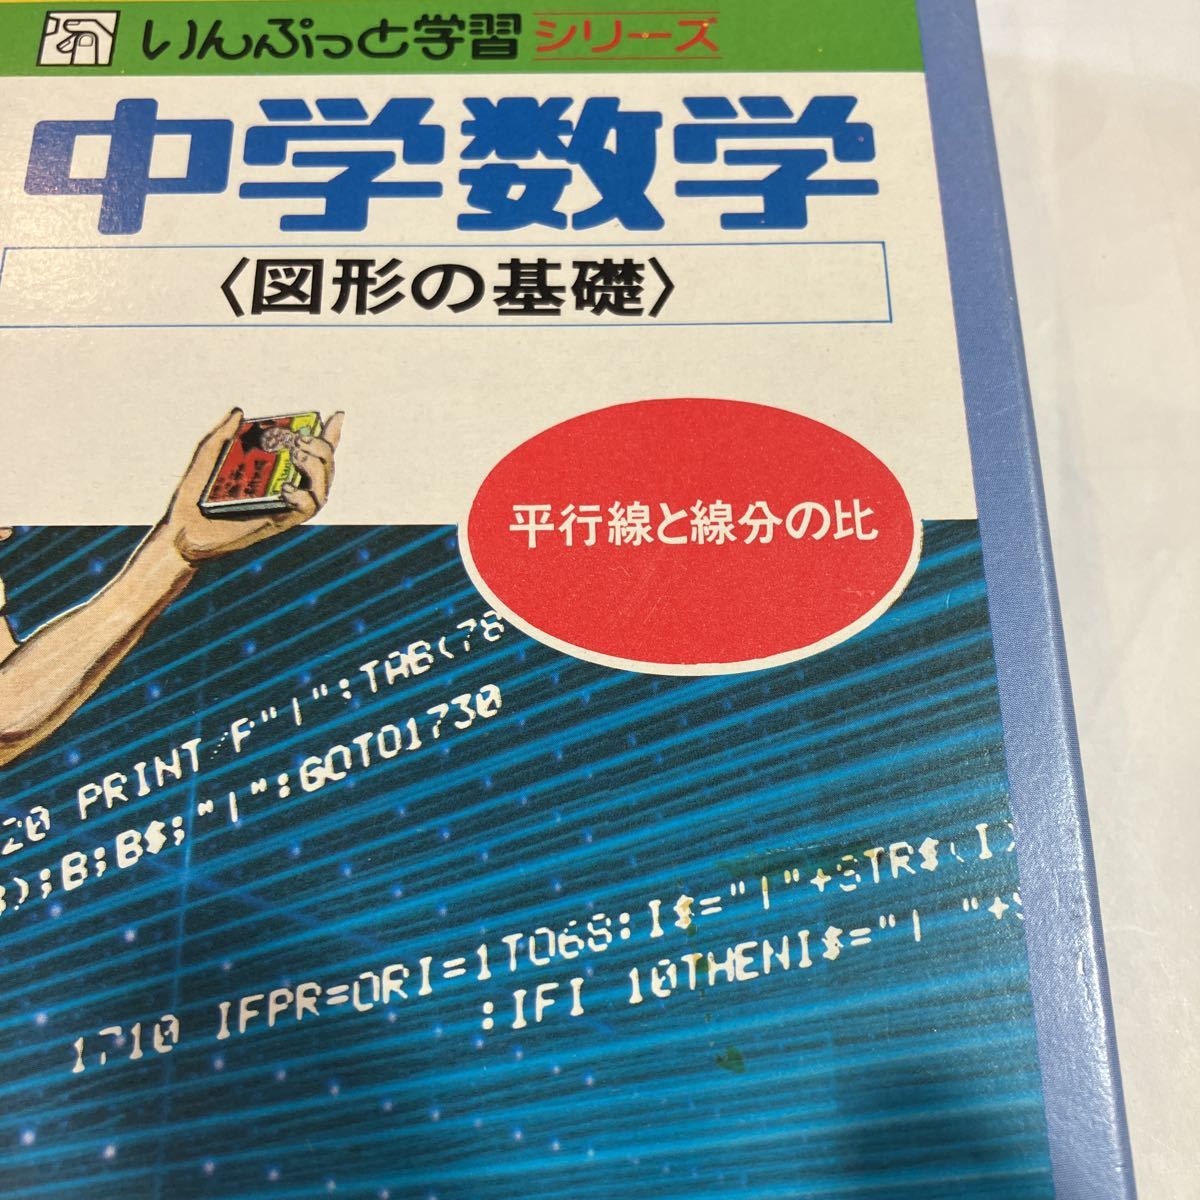 いんぷっと学習シリーズ
中学数学
〈図形の基礎〉
平行線と線分の比
20 PRINT F"|":TAB(78
);B;B$;"|":GOTO1730
1710 IFPR=0RI=1TO68:I$="|"+STR$(I)
:IFI 10THENI$="| "+S